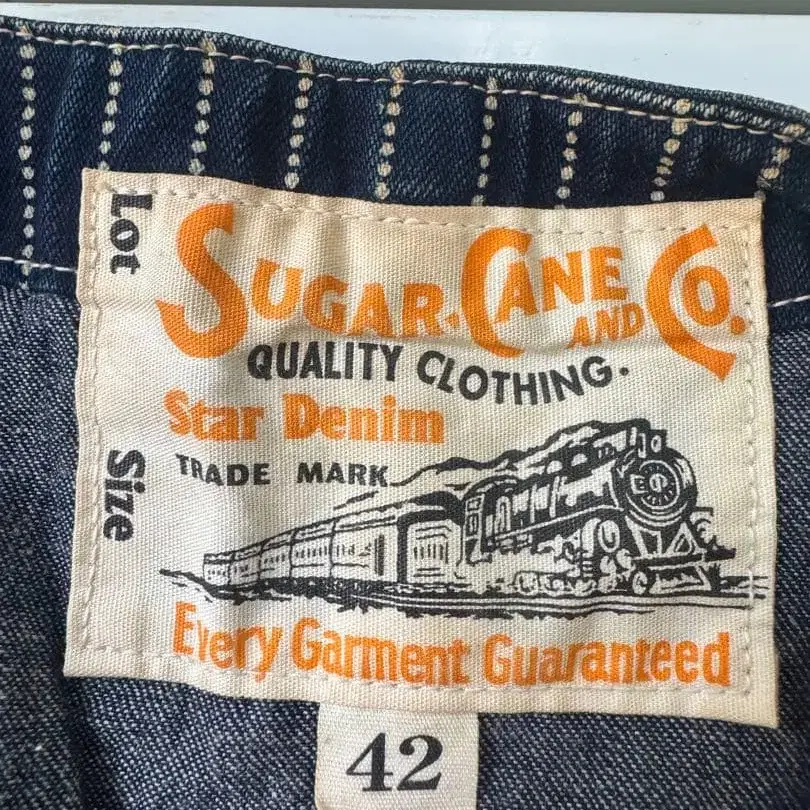 Lot
SUGAR-CANE AND CO.
QUALITY CLOTHING.
Star Denim
TRADE MARK
Size
Every Garment Guaranteed
42